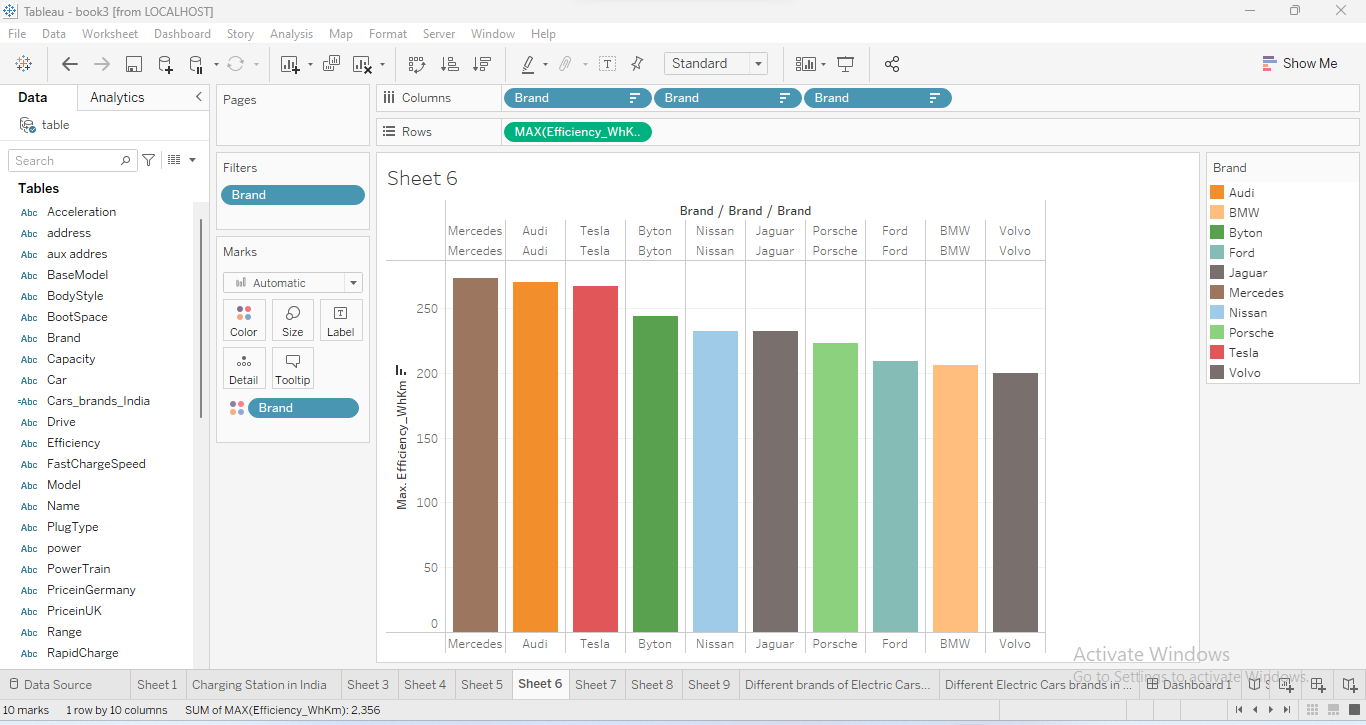 Tableau - book3 [from LOCALHOST]
File Data Worksheet Dashboard Story Analysis Map Format Server Window Help
Standard
Show Me
Data Analytics
table
Search
Tables
Abc Acceleration
Abc address
Abc aux addres
Abc BaseModel
Abc BodyStyle
Abc BootSpace
Abc Brand
Abc Capacity
Abc Car
=Abc Cars_brands_India
Abc Drive
Abc Efficiency
Abc FastChargeSpeed
Abc Model
Abc Name
Abc PlugType
Abc power
Abc PowerTrain
Abc PriceinGermany
Abc PriceinUK
Abc Range
Abc RapidCharge
Pages
Filters
Brand
Marks
Automatic
Color Size Label
Detail Tooltip
Brand
Columns Brand Brand Brand
Rows MAX(Efficiency_WhK..
Sheet 6
Brand / Brand / Brand
Mercedes Audi Tesla Byton Nissan Jaguar Porsche Ford BMW Volvo
Mercedes Audi Tesla Byton Nissan Jaguar Porsche Ford BMW Volvo
Max. Efficiency_WhKm
250
200
150
100
50
0
Mercedes Audi Tesla Byton Nissan Jaguar Porsche Ford BMW Volvo
Brand
Audi
BMW
Byton
Ford
Jaguar
Mercedes
Nissan
Porsche
Tesla
Volvo
Activate Windows
Go to Settings to activate Windows.
Data Source Sheet 1 Charging Station in India Sheet 3 Sheet 4 Sheet 5 Sheet 6 Sheet 7 Sheet 8 Sheet 9 Different brands of Electric Cars... Different Electric Cars brands in ... Dashboard 1
10 marks 1 row by 10 columns SUM of MAX(Efficiency_WhKm): 2,356